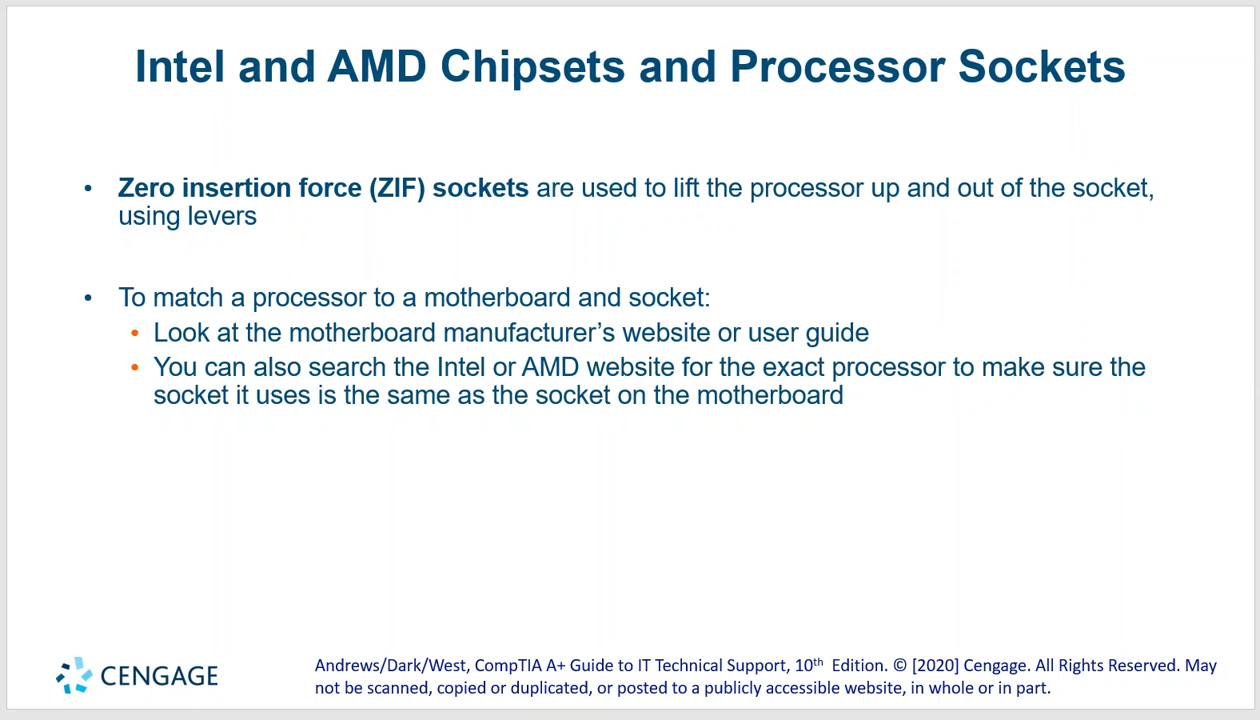 Intel and AMD Chipsets and Processor Sockets
• Zero insertion force (ZIF) sockets are used to lift the processor up and out of the socket,
using levers
• To match a processor to a motherboard and socket:
• Look at the motherboard manufacturer’s website or user guide
• You can also search the Intel or AMD website for the exact processor to make sure the
socket it uses is the same as the socket on the motherboard
CENGAGE
Andrews/Dark/West, CompTIA A+ Guide to IT Technical Support, 10th Edition. © [2020] Cengage. All Rights Reserved. May
not be scanned, copied or duplicated, or posted to a publicly accessible website, in whole or in part.